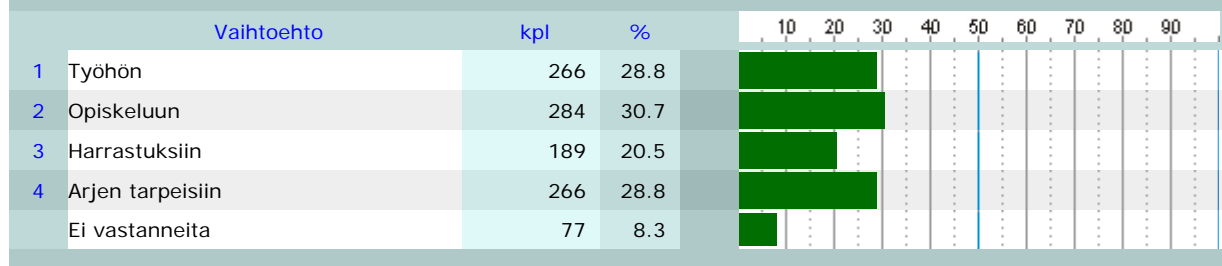 Vaihtoehto kpl % 10 20 30 40 50 60 70 80 90
1 Työhön 266 28.8
2 Opiskeluun 284 30.7
3 Harrastuksiin 189 20.5
4 Arjen tarpeisiin 266 28.8
Ei vastanneita 77 8.3